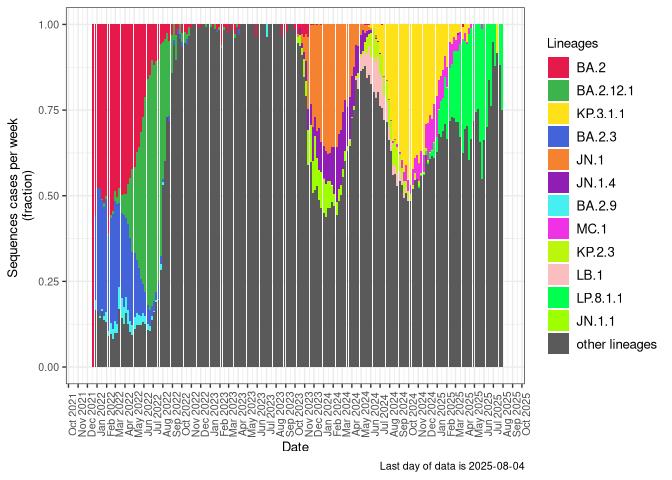 1.00
0.75
0.50
0.25
0.00
Sequences cases per week
(fraction)
Oct 2021
Nov 2021
Dec 2021
Jan 2022
Feb 2022
Mar 2022
Apr 2022
May 2022
Jun 2022
Jul 2022
Aug 2022
Sep 2022
Oct 2022
Nov 2022
Dec 2022
Jan 2023
Feb 2023
Mar 2023
Apr 2023
May 2023
Jun 2023
Jul 2023
Aug 2023
Sep 2023
Oct 2023
Nov 2023
Dec 2023
Jan 2024
Feb 2024
Mar 2024
Apr 2024
May 2024
Jun 2024
Jul 2024
Aug 2024
Sep 2024
Oct 2024
Nov 2024
Dec 2024
Jan 2025
Feb 2025
Mar 2025
Apr 2025
May 2025
Jun 2025
Jul 2025
Aug 2025
Sep 2025
Oct 2025
Date
Lineages
BA.2
BA.2.12.1
KP.3.1.1
BA.2.3
JN.1
JN.1.4
BA.2.9
MC.1
KP.2.3
LB.1
LP.8.1.1
JN.1.1
other lineages
Last day of data is 2025-08-04